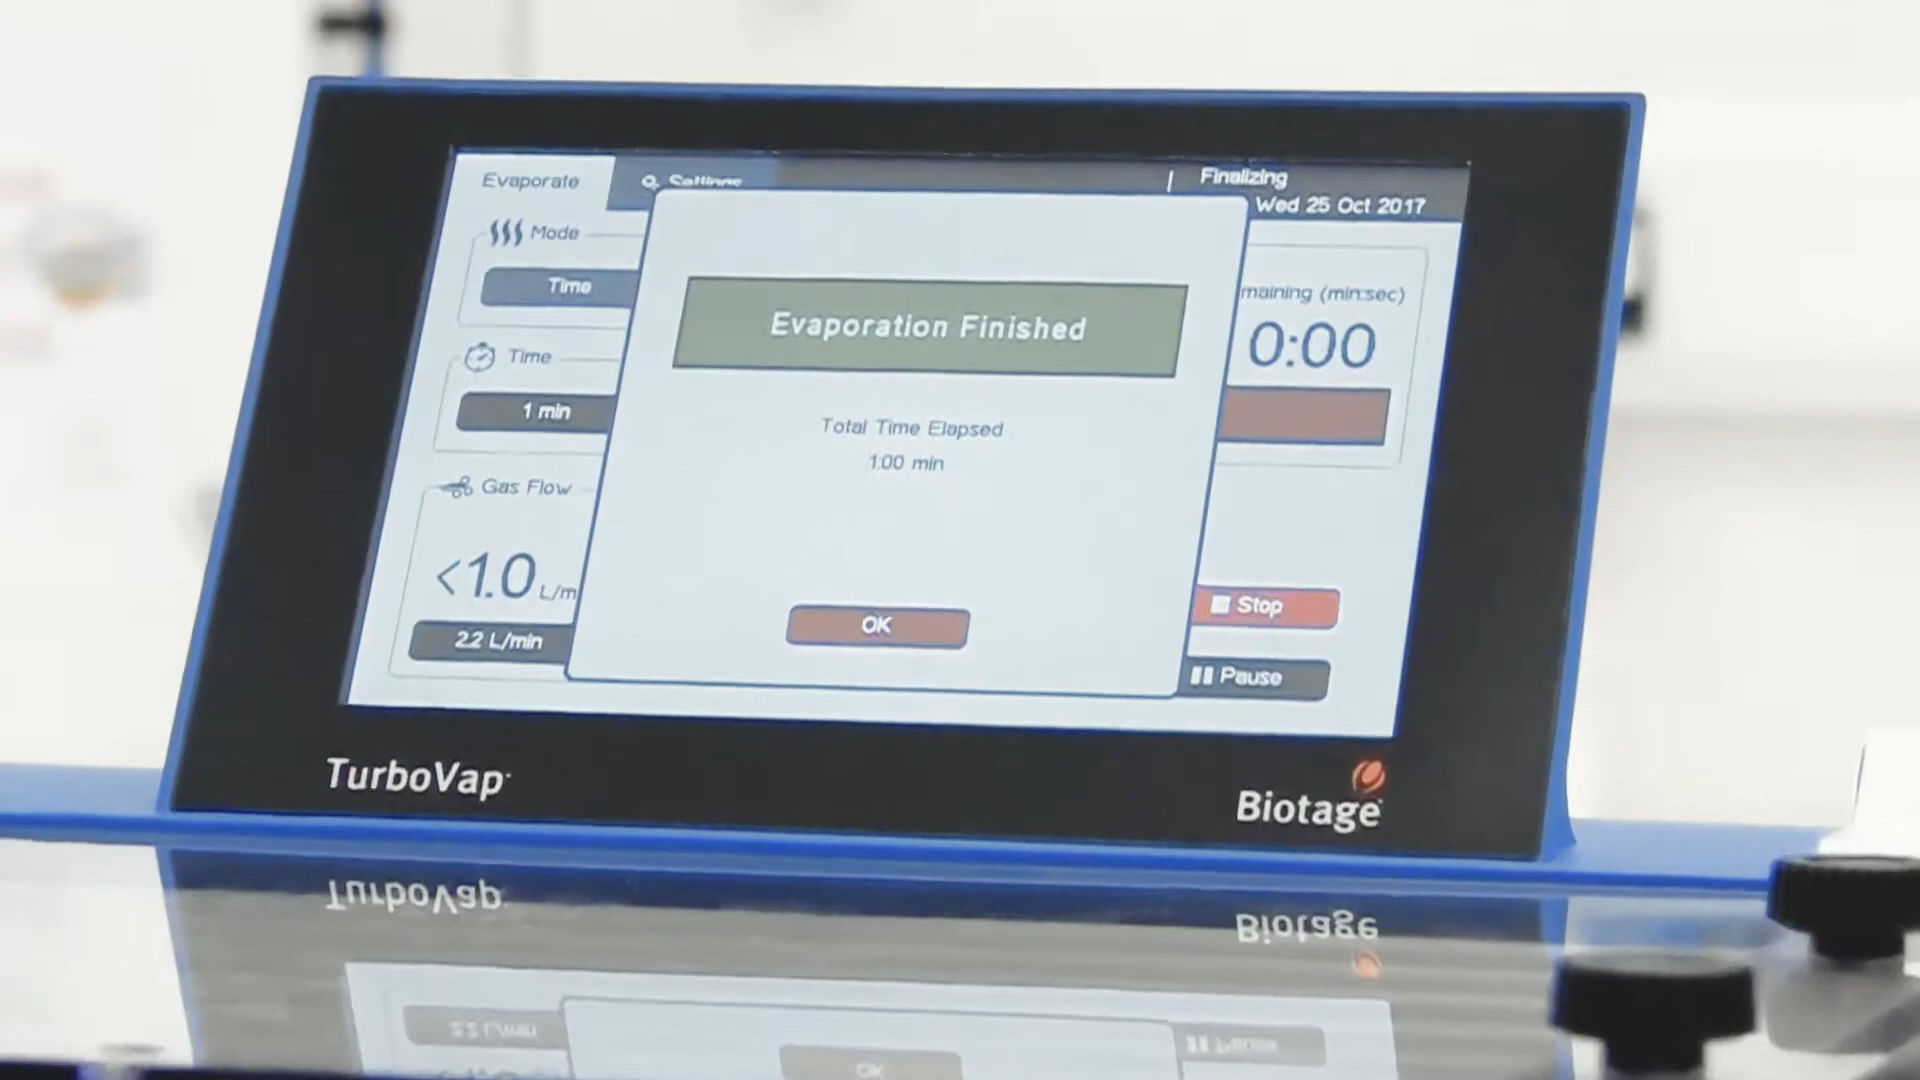 Evaporate
Settings
Finalizing
Wed 25 Oct 2017
Mode
Time
Time
1 min
Gas Flow
<1.0 L/m
2.2 L/min
Evaporation Finished
Total Time Elapsed
1:00 min
OK
maining (min:sec)
0:00
Stop
Pause
TurboVap
Biotage